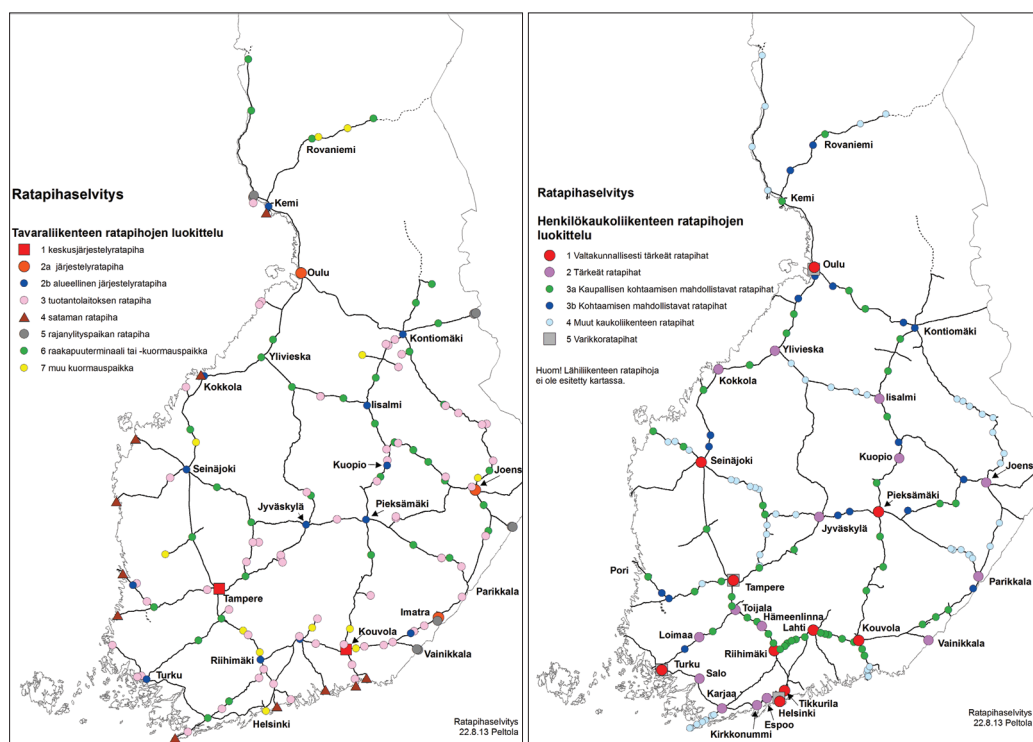 Rovaniemi
Ratapihaselvitys
Kemi
Tavaraliikenteen ratapihojen luokittelu
1 keskusjärjestelyratapiha
2a järjestelyratapiha
2b alueellinen järjestelyratapiha
3 tuotantolaitoksen ratapiha
4 sataman ratapiha
5 rajanylityspaikan ratapiha
6 raakapuuterminaali tai -kuormauspaikka
7 muu kuormauspaikka
Oulu
Kontiomäki
Ylivieska
Kokkola
Iisalmi
Seinäjoki
Kuopio
Joens
Jyväskylä
Pieksämäki
Parikkala
Tampere
Imatra
Kouvola
Vainikkala
Riihimäki
Turku
Helsinki
Ratapihaselvitys
22.8.13 Peltola
Rovaniemi
Ratapihaselvitys
Kemi
Henkilökaukoliikenteen ratapihojen
luokittelu
1 Valtakunnallisesti tärkeät ratapihat
2 Tärkeät ratapihat
3a Kaupallisen kohtaamisen mahdollistavat ratapihat
3b Kohtaamisen mahdollistavat ratapihat
4 Muut kaukoliikenteen ratapihat
5 Varikkoratapihat
Huom! Lähiliikenteen ratapihoja
ei ole esitetty kartassa.
Oulu
Kontiomäki
Ylivieska
Kokkola
Iisalmi
Seinäjoki
Kuopio
Joens
Pieksämäki
Jyväskylä
Pori
Parikkala
Tampere
Toijala
Hämeenlinna
Lahti
Kouvola
Loimaa
Riihimäki
Vainikkala
Turku
Salo
Karjaa
Tikkurila
Helsinki
Espoo
Kirkkonummi
Ratapihaselvitys
22.8.13 Peltola